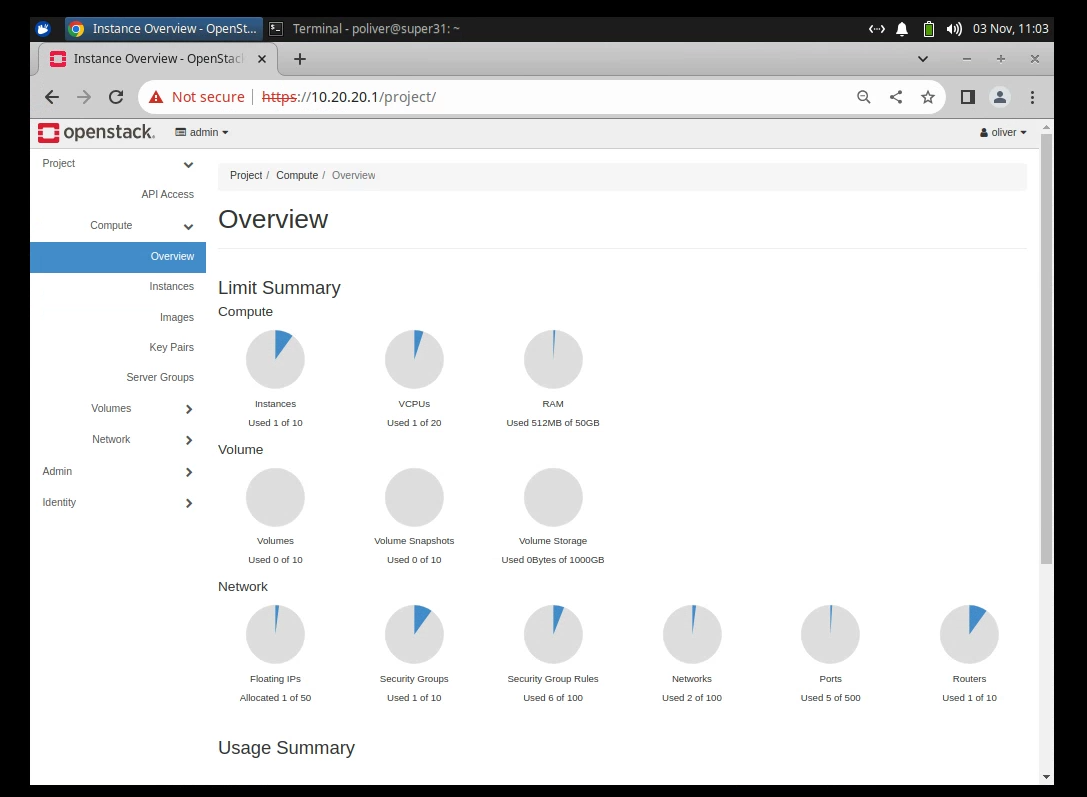 Instance Overview - OpenSt... Terminal - poliver@super31: ~ 03 Nov, 11:03
Instance Overview - OpenStac
Not secure https://10.20.20.1/project/
openstack. admin oliver
Project
API Access
Compute
Overview
Instances
Images
Key Pairs
Server Groups
Volumes
Network
Admin
Identity
Project / Compute / Overview
Overview
Limit Summary
Compute
Instances VCPUs RAM
Used 1 of 10 Used 1 of 20 Used 512MB of 50GB
Volume
Volumes Volume Snapshots Volume Storage
Used 0 of 10 Used 0 of 10 Used 0Bytes of 1000GB
Network
Floating IPs Security Groups Security Group Rules Networks Ports Routers
Allocated 1 of 50 Used 1 of 10 Used 6 of 100 Used 2 of 100 Used 5 of 500 Used 1 of 10
Usage Summary